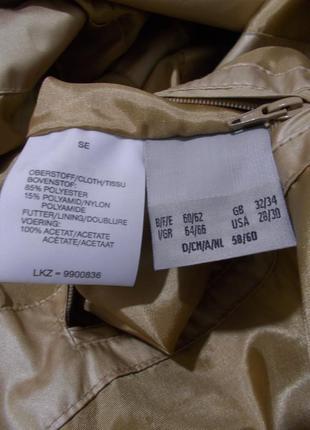 SE
OBERSTOFF/CLOTH/TISSU
BOVENSTOF:
85% POLYESTER
15% POLYAMID/NYLON
POLYAMIDE
FUTTER/LINING/DOUBLURE
VOERING:
100% ACETAT/ACETATE
ACETATE/ACETAAT
LKZ = 9900836
B/F/E 60/62 GB 32/34
I/GR 64/66 USA 28/30
D/CH/A/NL 58/60